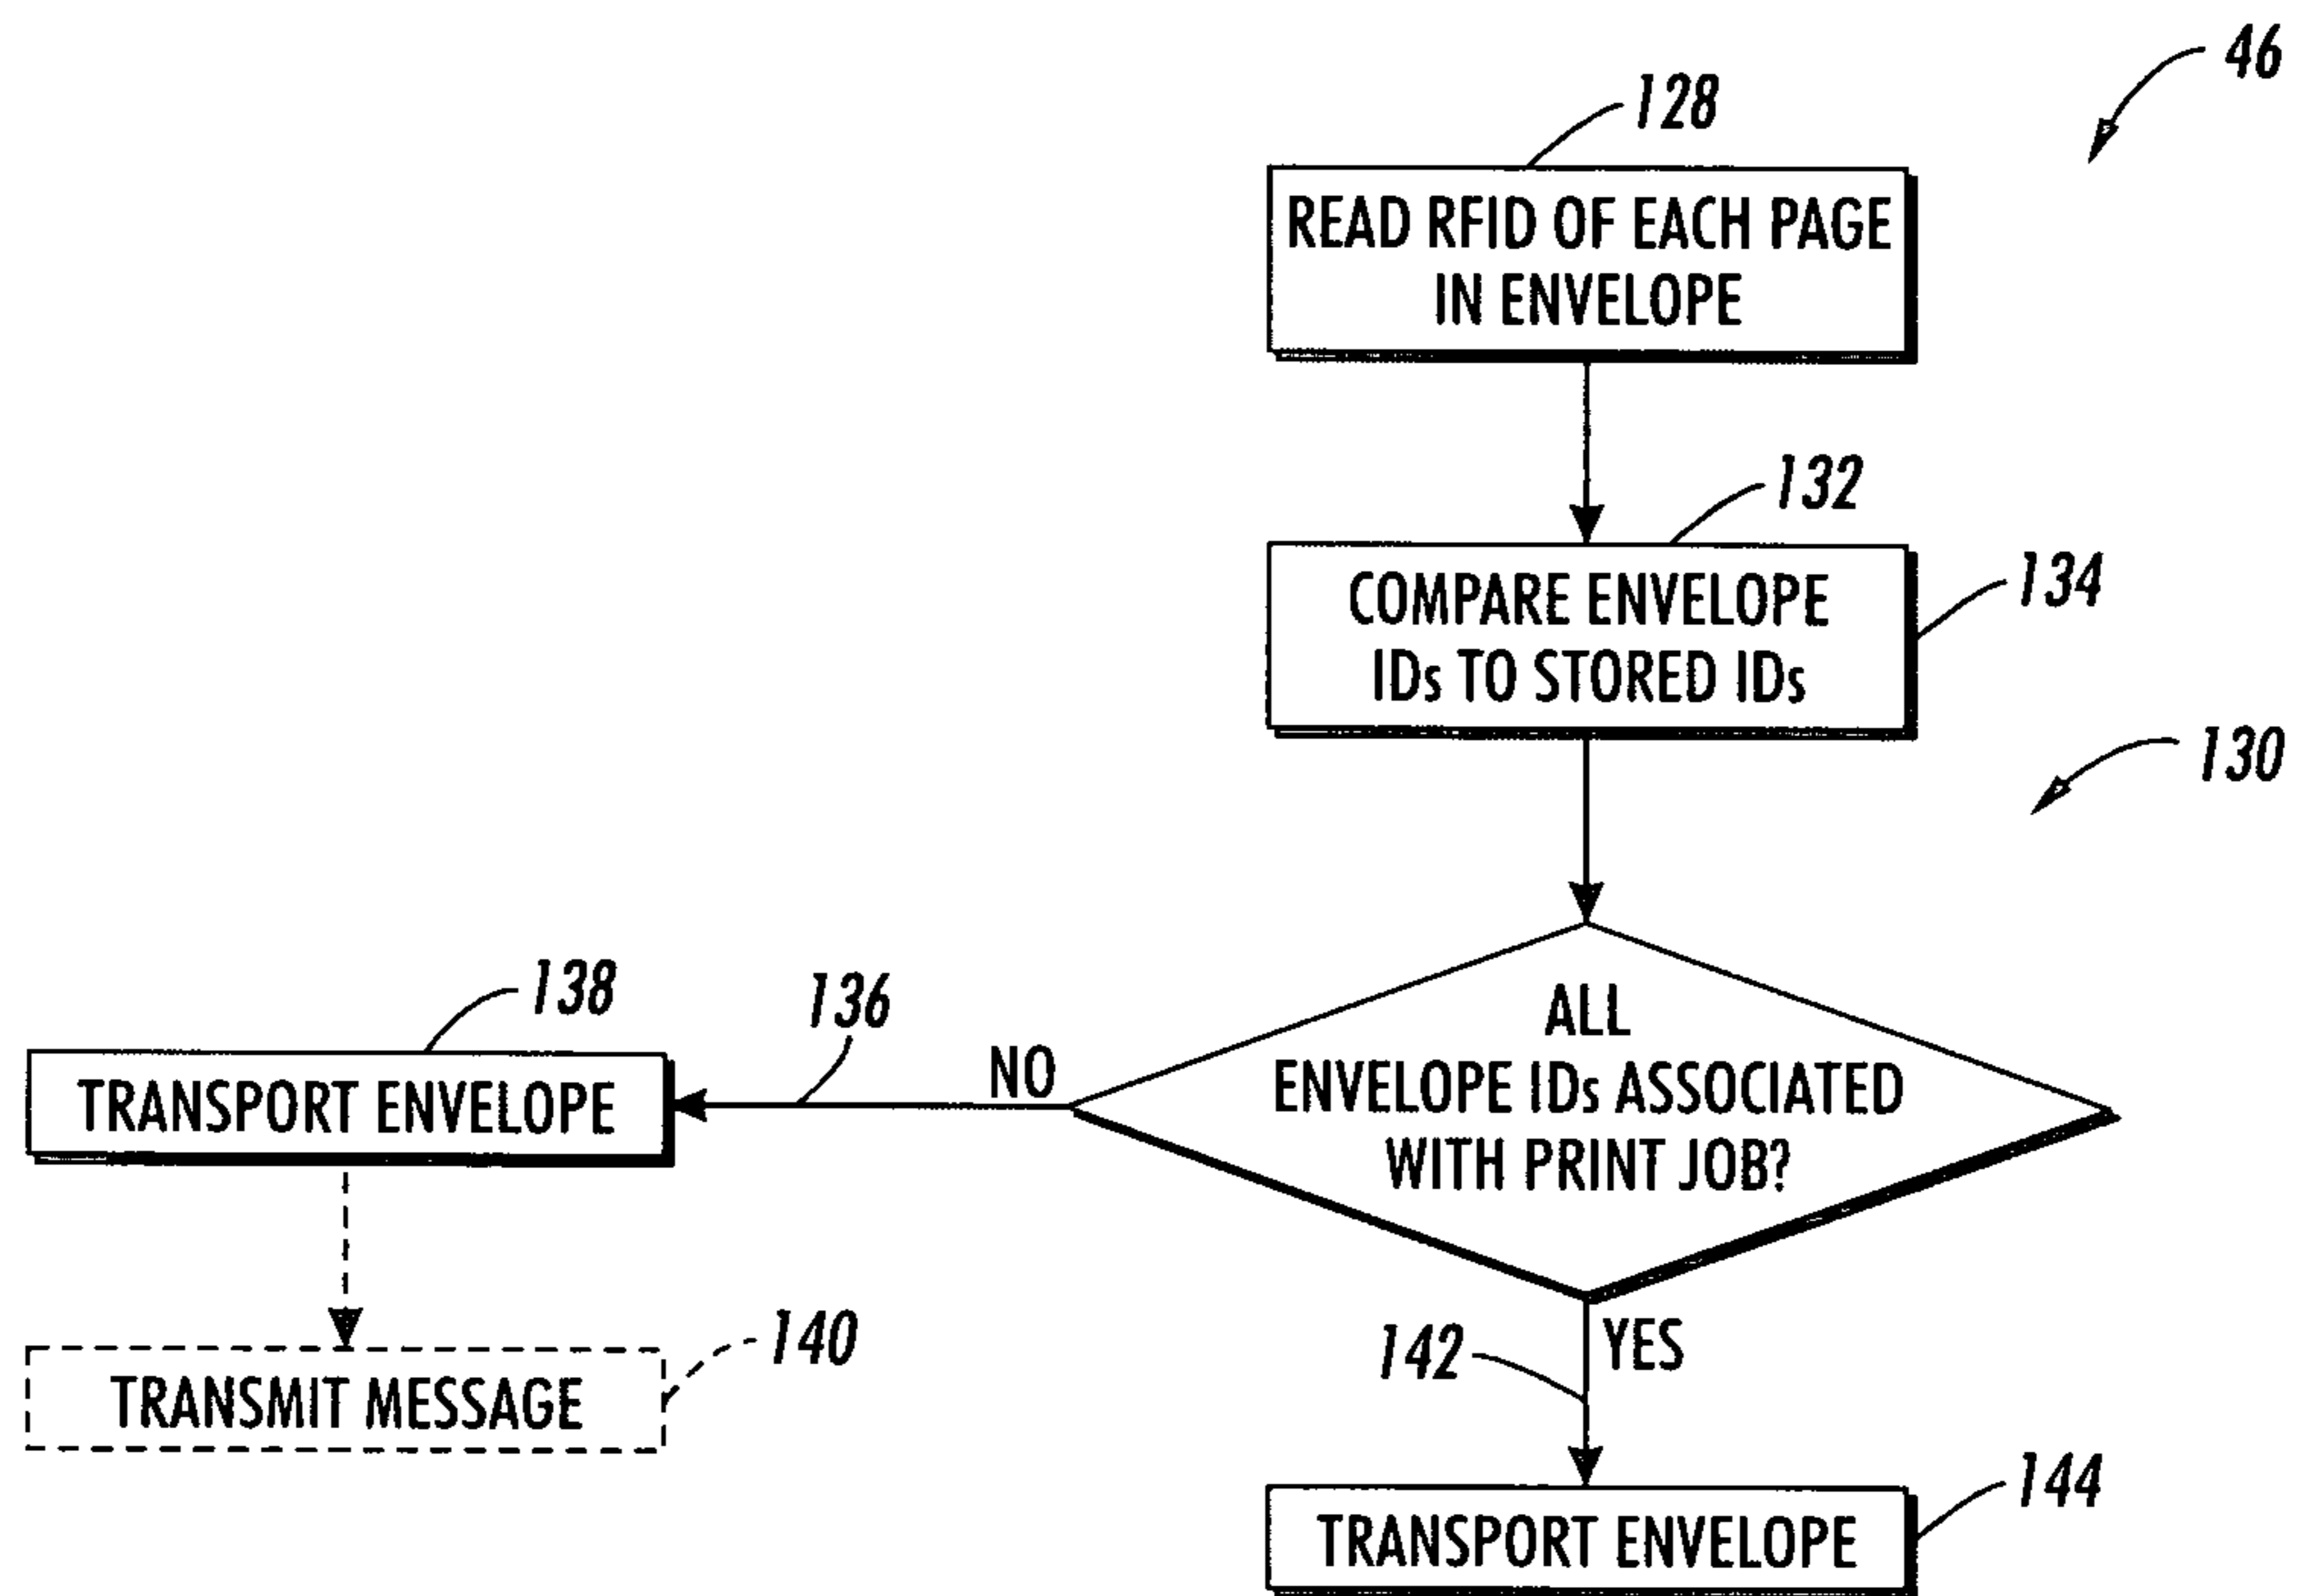 46
128
READ RFID OF EACH PAGE
IN ENVELOPE
132
COMPARE ENVELOPE
IDs TO STORED IDs
134
130
ALL
ENVELOPE IDs ASSOCIATED
WITH PRINT JOB?
NO
136
138
TRANSPORT ENVELOPE
140
TRANSMIT MESSAGE
YES
142
144
TRANSPORT ENVELOPE